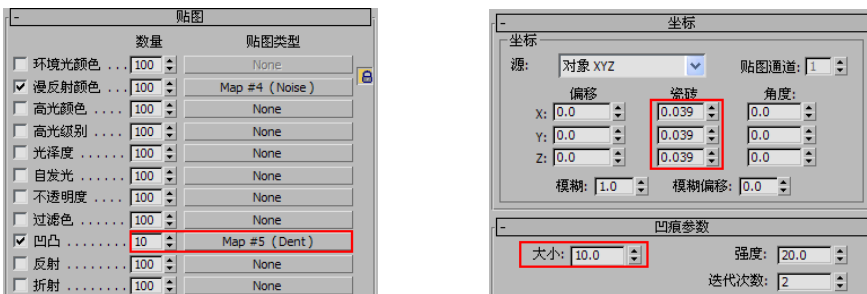 - 贴图
数量 贴图类型
环境光颜色 ... 100 None
漫反射颜色 ... 100 Map #4 (Noise)
高光颜色 .... 100 None
高光级别 .... 100 None
光泽度 ...... 100 None
自发光 ...... 100 None
不透明度 .... 100 None
过滤色 ...... 100 None
凹凸 ........ 10 Map #5 (Dent)
反射 ........ 100 None
折射 ........ 100 None
- 坐标
坐标
源: 对象 XYZ 贴图通道: 1
偏移 瓷砖 角度:
X: 0.0 0.039 0.0
Y: 0.0 0.039 0.0
Z: 0.0 0.039 0.0
模糊: 1.0 模糊偏移: 0.0
- 凹痕参数
大小: 10.0 强度: 20.0
迭代次数: 2